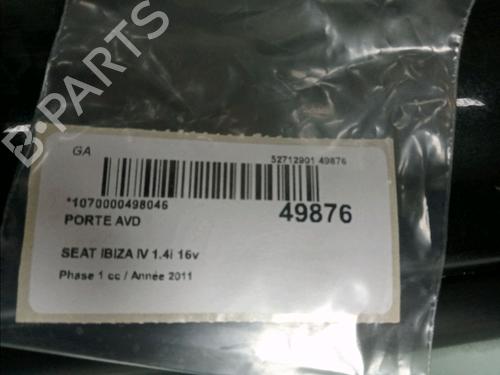 B-PARTS
GA
52712901 49876
*1070000498046
49876
PORTE AVD
SEAT IBIZA IV 1.4i 16v
Phase 1 cc / Année 2011